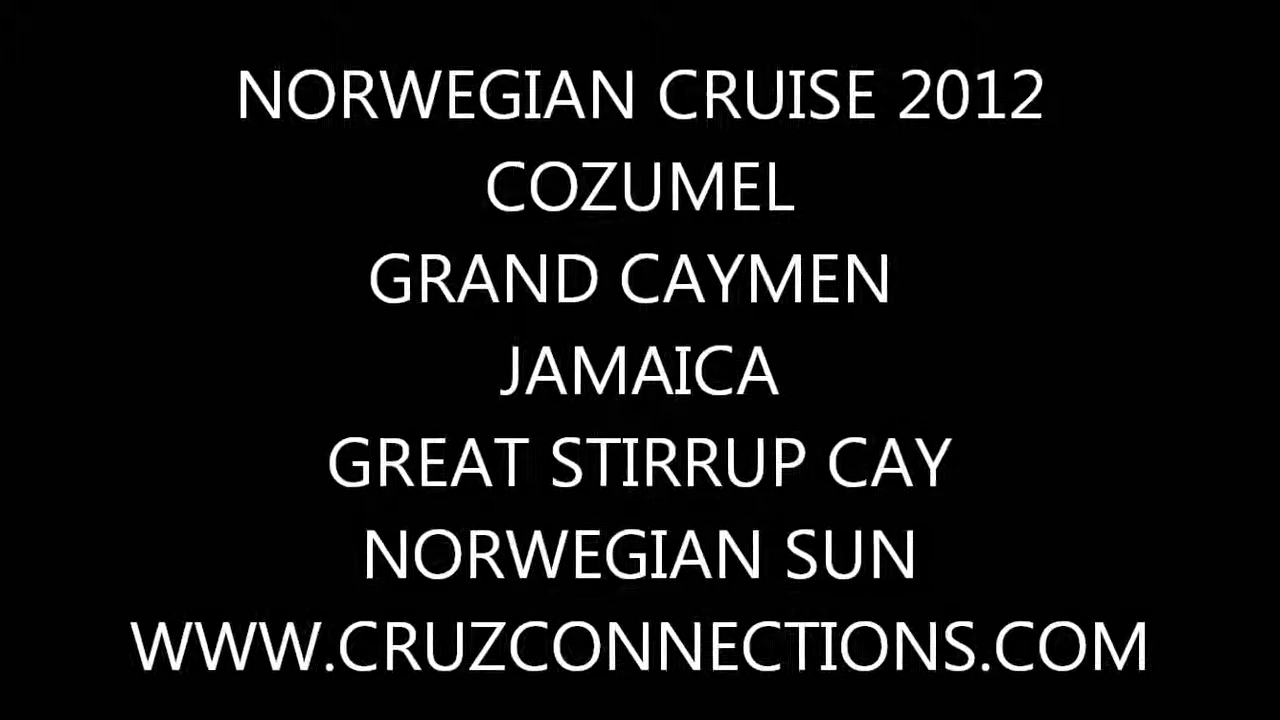 NORWEGIAN CRUISE 2012
COZUMEL
GRAND CAYMEN
JAMAICA
GREAT STIRRUP CAY
NORWEGIAN SUN
WWW.CRUZCONNECTIONS.COM